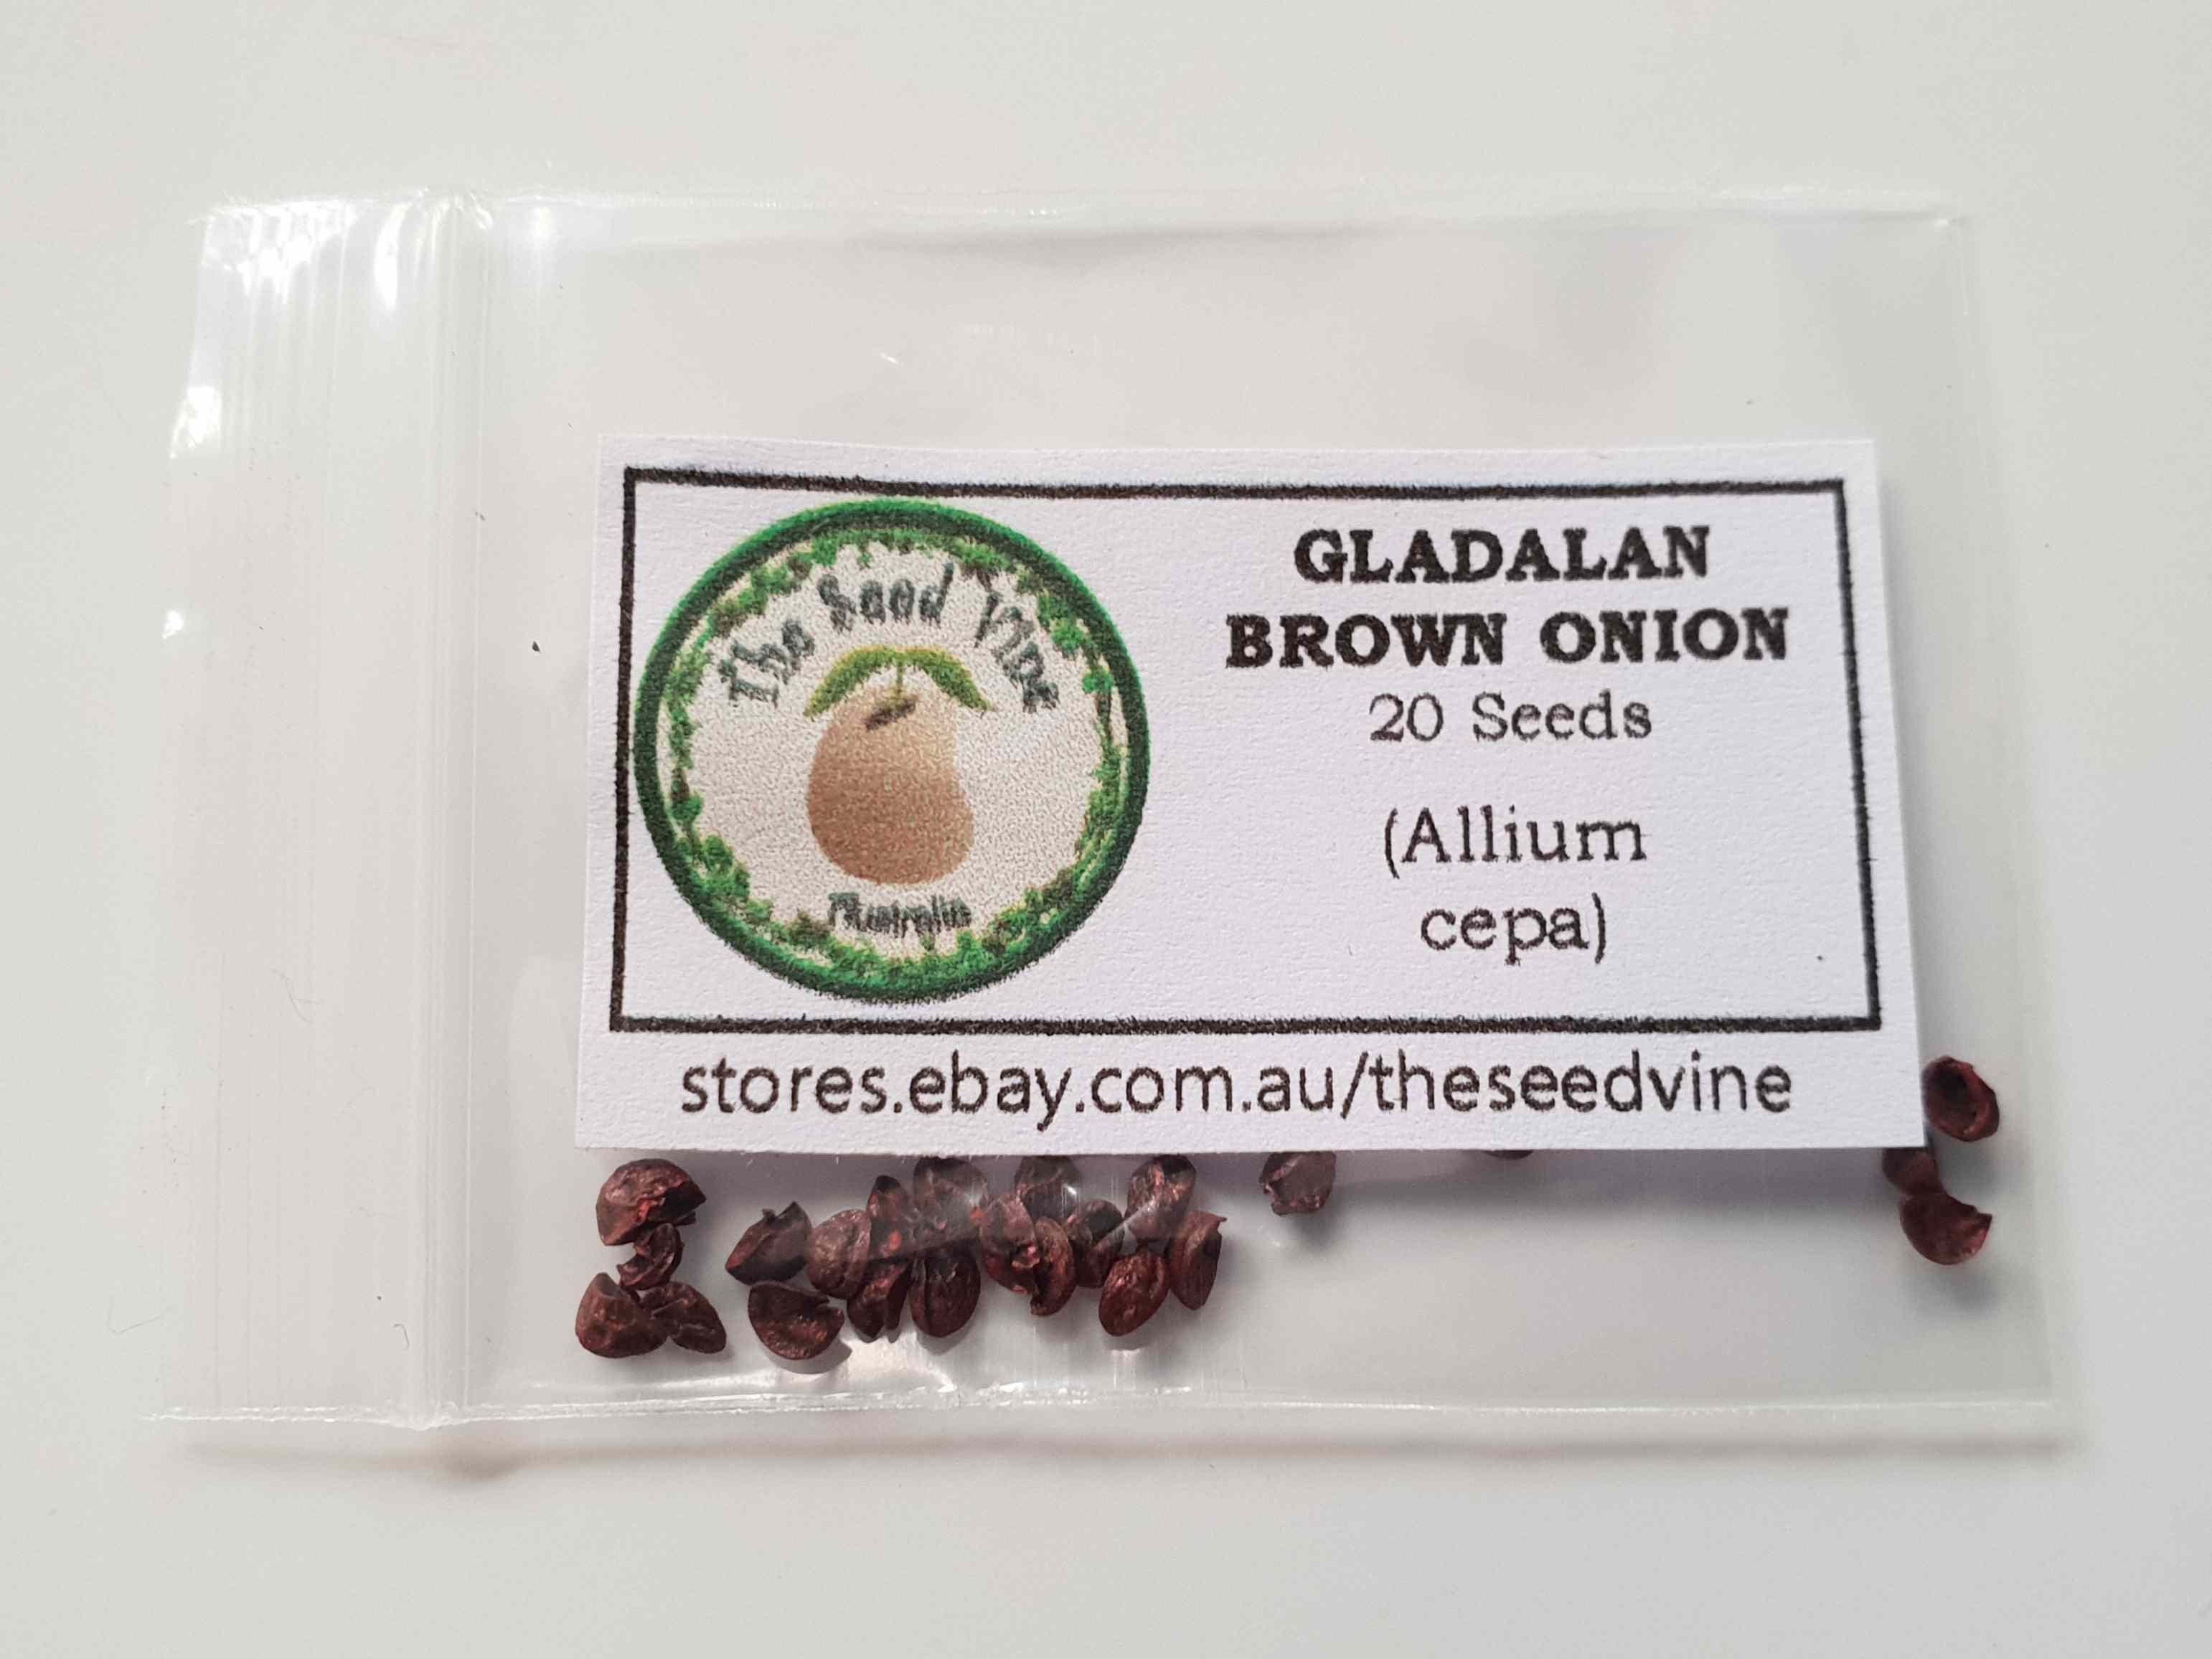 The Seed Vine
Australia
GLADALAN
BROWN ONION
20 Seeds
(Allium
cepa)
stores.ebay.com.au/theseedvine